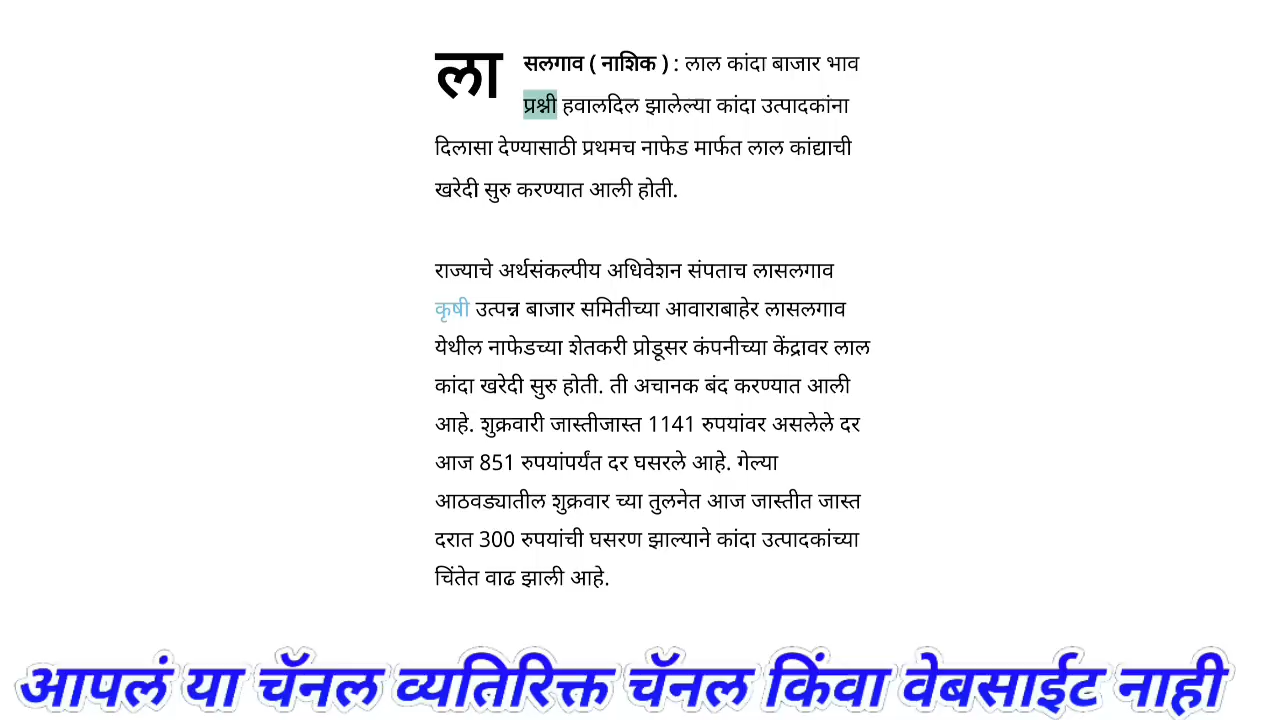 लासलगाव ( नाशिक ) : लाल कांदा बाजार भाव
प्रश्नी हवालदिल झालेल्या कांदा उत्पादकांना
दिलासा देण्यासाठी प्रथमच नाफेड मार्फत लाल कांद्याची
खरेदी सुरु करण्यात आली होती.
राज्याचे अर्थसंकल्पीय अधिवेशन संपताच लासलगाव
कृषी उत्पन्न बाजार समितीच्या आवाराबाहेर लासलगाव
येथील नाफेडच्या शेतकरी प्रोडूसर कंपनीच्या केंद्रावर लाल
कांदा खरेदी सुरु होती. ती अचानक बंद करण्यात आली
आहे. शुक्रवारी जास्तीजास्त 1141 रुपयांवर असलेले दर
आज 851 रुपयांपर्यंत दर घसरले आहे. गेल्या
आठवड्यातील शुक्रवार च्या तुलनेत आज जास्तीत जास्त
दरात 300 रुपयांची घसरण झाल्याने कांदा उत्पादकांच्या
चिंतेत वाढ झाली आहे.
आपलं या चॅनल व्यतिरिक्त चॅनल किंवा वेबसाईट नाही